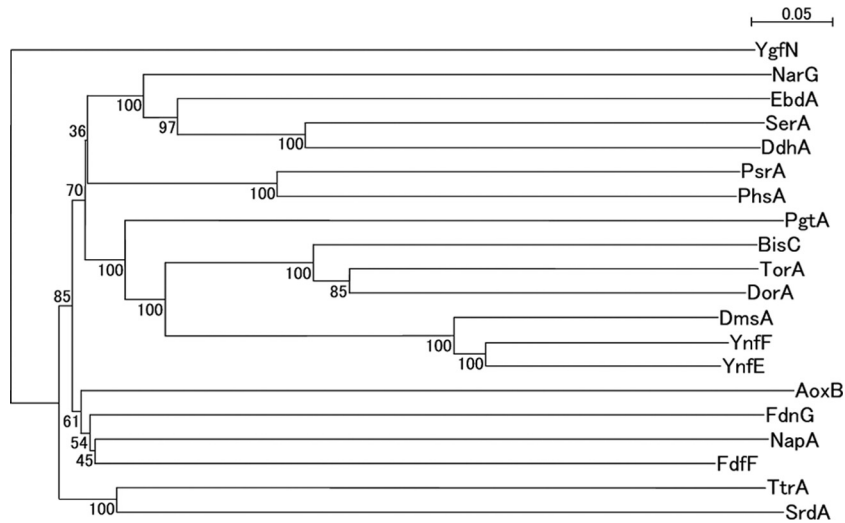 0.05
YgfN
NarG
100
EbdA
97
SerA
36
100
DdhA
PsrA
70
100
PhsA
PgtA
BisC
100
100
TorA
85
DorA
85
100
DmsA
100
YnfF
100
YnfE
AoxB
61
FdnG
54
NapA
45
FdfF
TtrA
100
SrdA